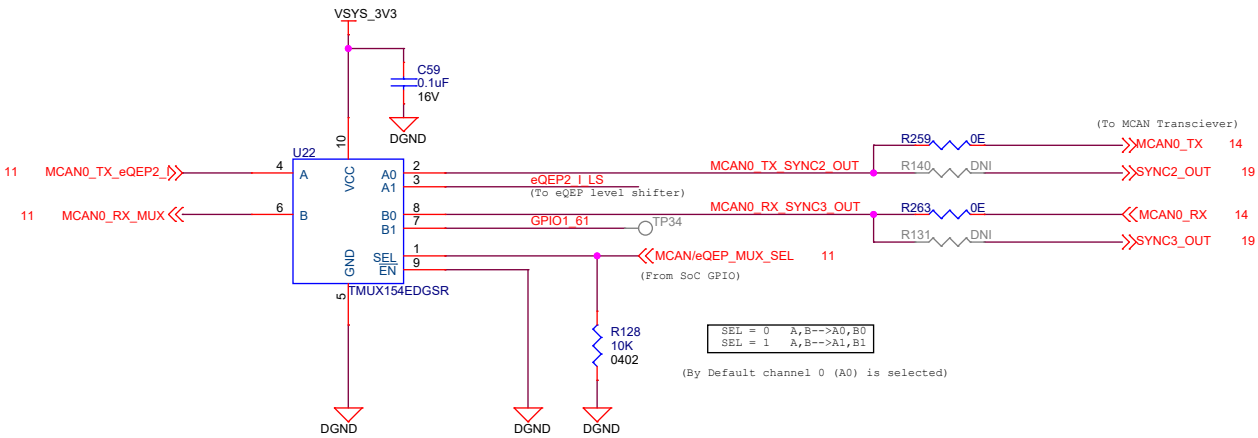 VSYS_3V3
C59
0.1uF
16V
DGND
(To MCAN Transciever)
10
U22
R259 0E
MCAN0_TX 14
11 MCAN0_TX_eQEP2_I
4 A VCC A0 2
MCAN0_TX_SYNC2_OUT
R140 DNI
SYNC2_OUT 19
A1 3
eQEP2_I_LS
(To eQEP level shifter)
11 MCAN0_RX_MUX
6 B B0 8
MCAN0_RX_SYNC3_OUT
R263 0E
MCAN0_RX 14
B1 7
GPIO1_61
TP34
R131 DNI
SYNC3_OUT 19
GND SEL 1
MCAN/eQEP_MUX_SEL 11
EN 9
(From SoC GPIO)
5
TMUX154EDGSR
R128
10K
0402
SEL = 0 A,B-->A0,B0
SEL = 1 A,B-->A1,B1
(By Default channel 0 (A0) is selected)
DGND
DGND
DGND